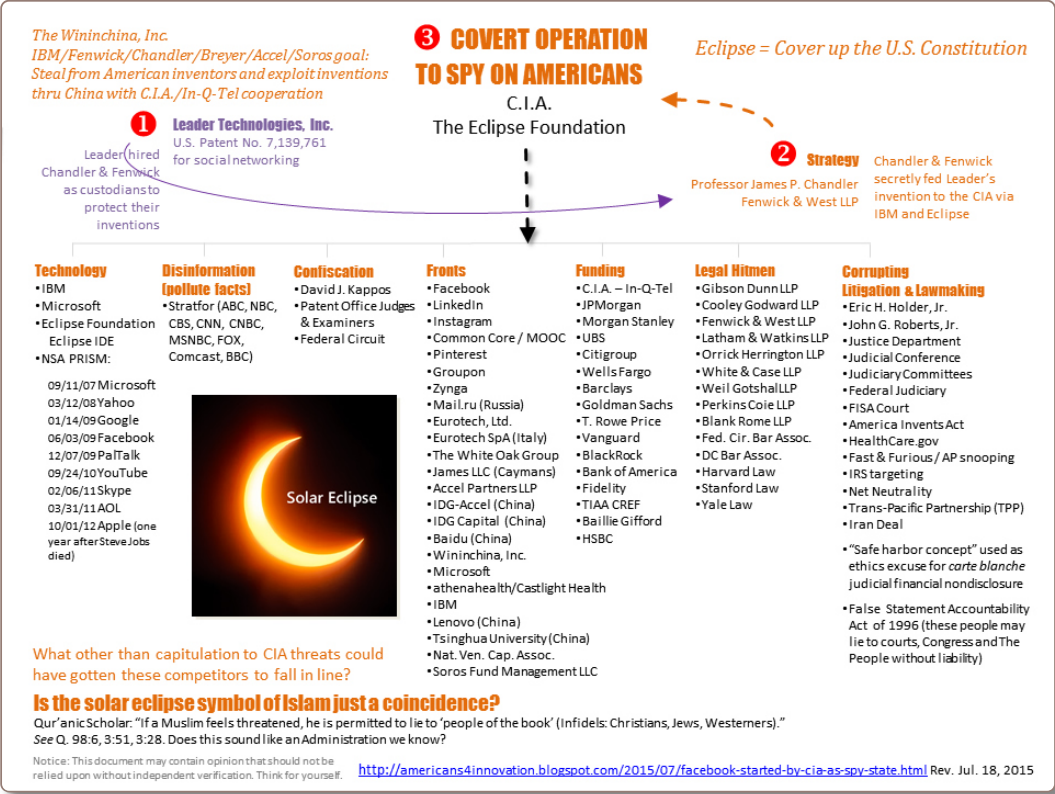 The Wininchina, Inc.
IBM/Fenwick/Chandler/Breyer/Accel/Soros goal:
Steal from American inventors and exploit inventions
thru China with C.I.A./In-Q-Tel cooperation
3 COVERT OPERATION
TO SPY ON AMERICANS
C.I.A.
The Eclipse Foundation
Eclipse = Cover up the U.S. Constitution
1 Leader Technologies, Inc.
U.S. Patent No. 7,139,761
for social networking
Leader hired
Chandler & Fenwick
as custodians to
protect their
inventions
2 Strategy
Professor James P. Chandler
Fenwick & West LLP
Chandler & Fenwick
secretly fed Leader's
invention to the CIA via
IBM and Eclipse
Technology
•IBM
•Microsoft
•Eclipse Foundation
Eclipse IDE
•NSA PRISM:
09/11/07 Microsoft
03/12/08 Yahoo
01/14/09 Google
06/03/09 Facebook
12/07/09 PalTalk
09/24/10 YouTube
02/06/11 Skype
03/31/11 AOL
10/01/12 Apple (one
year after Steve Jobs
died)
Disinformation
(pollute facts)
•Stratfor (ABC, NBC,
CBS, CNN, CNBC,
MSNBC, FOX,
Comcast, BBC)
Confiscation
•David J. Kappos
•Patent Office Judges
& Examiners
•Federal Circuit
Solar Eclipse
Fronts
•Facebook
•LinkedIn
•Instagram
•Common Core / MOOC
•Pinterest
•Groupon
•Zynga
•Mail.ru (Russia)
•Eurotech, Ltd.
•Eurotech SpA (Italy)
•The White Oak Group
•James LLC (Caymans)
•Accel Partners LLP
•IDG-Accel (China)
•IDG Capital (China)
•Baidu (China)
•Wininchina, Inc.
•Microsoft
•athenahealth/Castlight Health
•IBM
•Lenovo (China)
•Tsinghua University (China)
•Nat. Ven. Cap. Assoc.
•Soros Fund Management LLC
Funding
•C.I.A. – In-Q-Tel
•JPMorgan
•Morgan Stanley
•UBS
•Citigroup
•Wells Fargo
•Barclays
•Goldman Sachs
•T. Rowe Price
•Vanguard
•BlackRock
•Bank of America
•Fidelity
•TIAA CREF
•Baillie Gifford
•HSBC
Legal Hitmen
•Gibson Dunn LLP
•Cooley Godward LLP
•Fenwick & West LLP
•Latham & Watkins LLP
•Orrick Herrington LLP
•White & Case LLP
•Weil Gotshal LLP
•Perkins Coie LLP
•Blank Rome LLP
•Fed. Cir. Bar Assoc.
•DC Bar Assoc.
•Harvard Law
•Stanford Law
•Yale Law
Corrupting
Litigation & Lawmaking
•Eric H. Holder, Jr.
•John G. Roberts, Jr.
•Justice Department
•Judicial Conference
•Judiciary Committees
•Federal Judiciary
•FISA Court
•America Invents Act
•HealthCare.gov
•Fast & Furious / AP snooping
•IRS targeting
•Net Neutrality
•Trans-Pacific Partnership (TPP)
•Iran Deal
•"Safe harbor concept" used as
ethics excuse for carte blanche
judicial financial nondisclosure
•False Statement Accountability
Act of 1996 (these people may
lie to courts, Congress and The
People without liability)
What other than capitulation to CIA threats could
have gotten these competitors to fall in line?
Is the solar eclipse symbol of Islam just a coincidence?
Qur'anic Scholar: "If a Muslim feels threatened, he is permitted to lie to 'people of the book' (Infidels: Christians, Jews, Westerners)."
See Q. 98:6, 3:51, 3:28. Does this sound like an Administration we know?
Notice: This document may contain opinion that should not be
relied upon without independent verification. Think for yourself.
http://americans4innovation.blogspot.com/2015/07/facebook-started-by-cia-as-spy-state.html Rev. Jul. 18, 2015